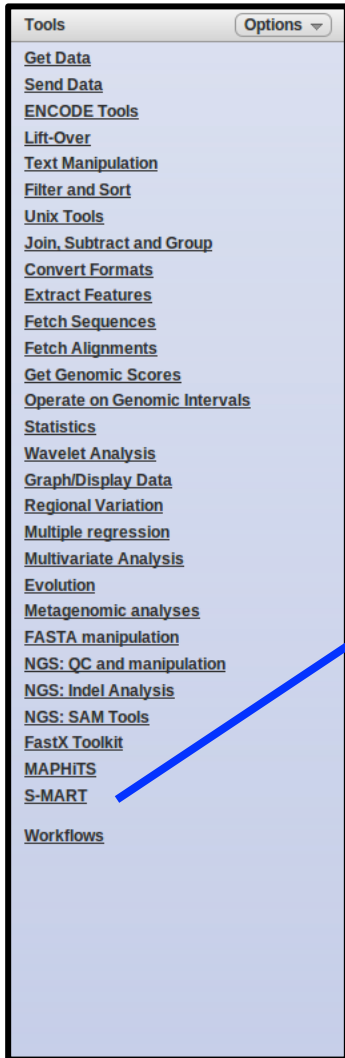 Tools Options
Get Data
Send Data
ENCODE Tools
Lift-Over
Text Manipulation
Filter and Sort
Unix Tools
Join, Subtract and Group
Convert Formats
Extract Features
Fetch Sequences
Fetch Alignments
Get Genomic Scores
Operate on Genomic Intervals
Statistics
Wavelet Analysis
Graph/Display Data
Regional Variation
Multiple regression
Multivariate Analysis
Evolution
Metagenomic analyses
FASTA manipulation
NGS: QC and manipulation
NGS: Indel Analysis
NGS: SAM Tools
FastX Toolkit
MAPHiTS
S-MART
Workflows